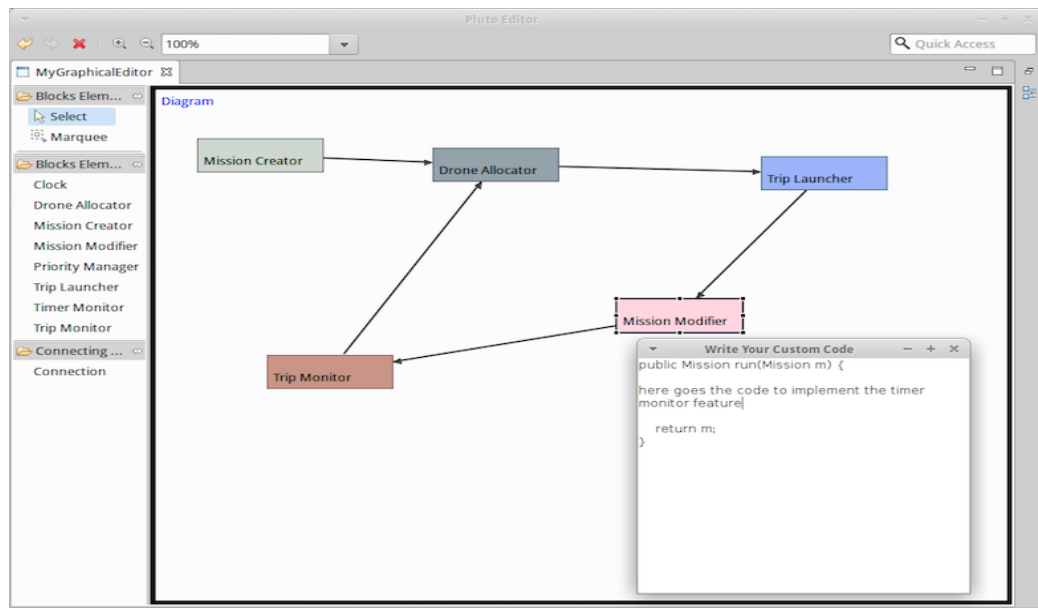 Pluto Editor
100%
Quick Access
MyGraphicalEditor
Blocks Elem...
Select
Marquee
Blocks Elem...
Clock
Drone Allocator
Mission Creator
Mission Modifier
Priority Manager
Trip Launcher
Timer Monitor
Trip Monitor
Connecting ...
Connection
Diagram
Mission Creator
Drone Allocator
Trip Launcher
Mission Modifier
Trip Monitor
Write Your Custom Code
public Mission run(Mission m) {
here goes the code to implement the timer
monitor feature
return m;
}